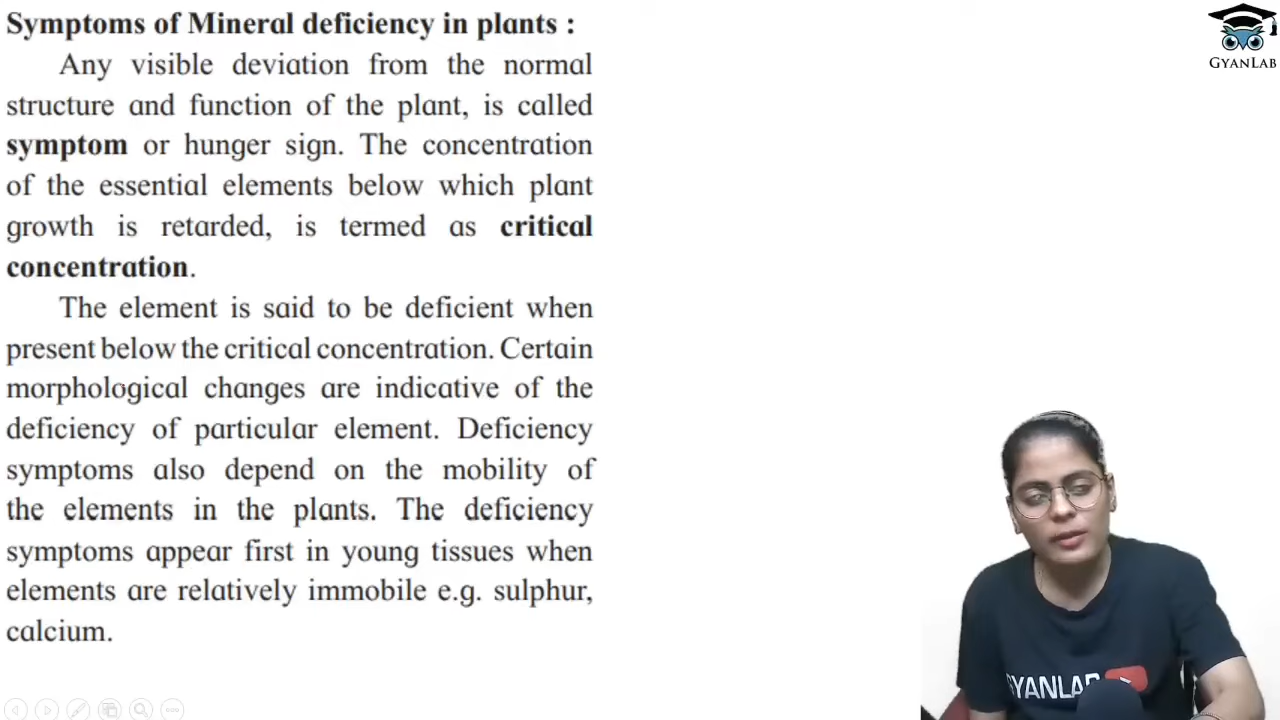 Symptoms of Mineral deficiency in plants :
Any visible deviation from the normal
structure and function of the plant, is called
symptom or hunger sign. The concentration
of the essential elements below which plant
growth is retarded, is termed as critical
concentration.
The element is said to be deficient when
present below the critical concentration. Certain
morphological changes are indicative of the
deficiency of particular element. Deficiency
symptoms also depend on the mobility of
the elements in the plants. The deficiency
symptoms appear first in young tissues when
elements are relatively immobile e.g. sulphur,
calcium.
GYANLAB
GYANLAB